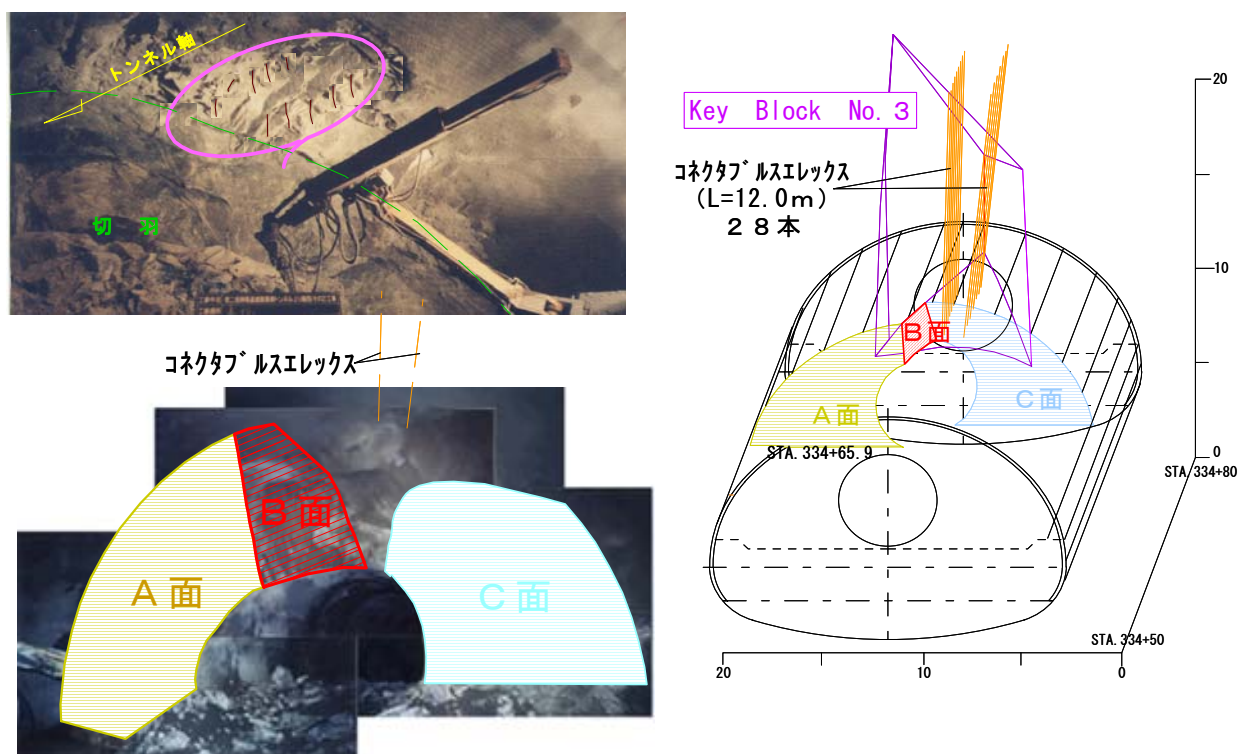 トンネル軸
切 羽
コネクタブルスエレックス
A面
B面
C面
Key Block No.3
コネクタブルスエレックス
(L=12.0m)
28本
B面
A面
C面
STA.334+65.9
20
10
0
STA.334+80
STA.334+50
20
10
0